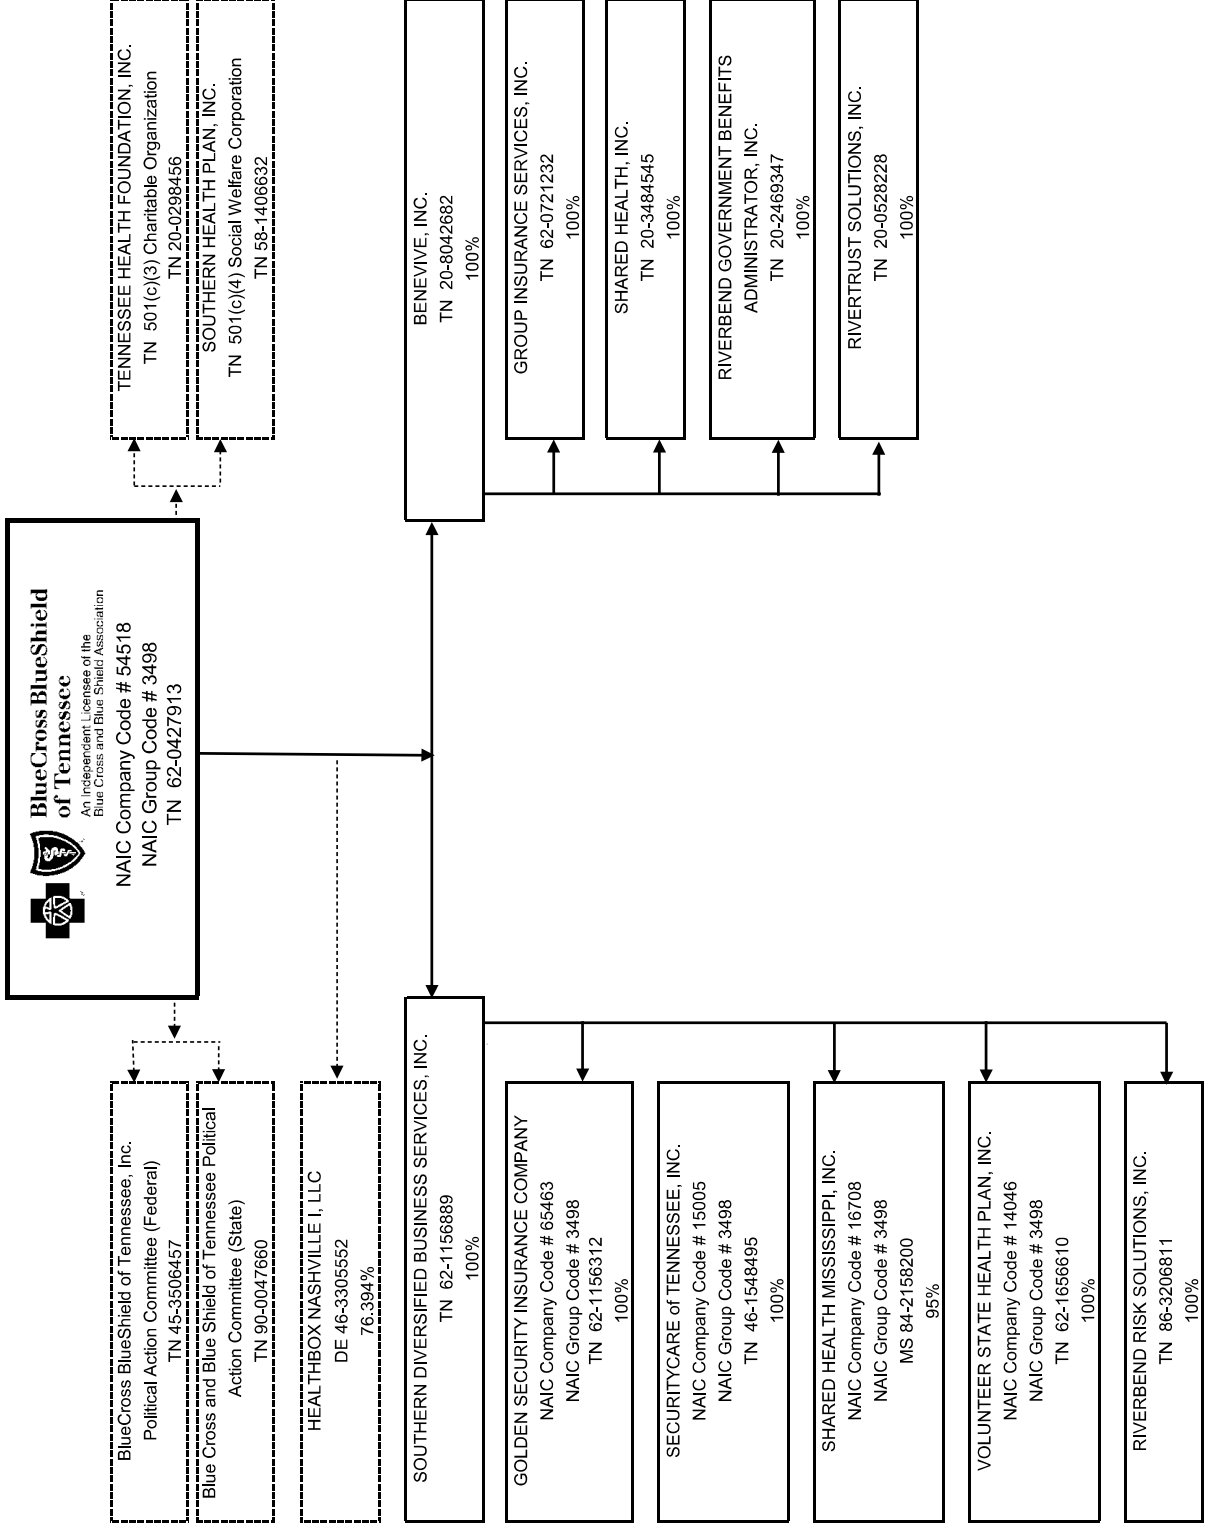 BlueCross BlueShield
of Tennessee
An Independent Licensee of the
Blue Cross and Blue Shield Association
NAIC Company Code # 54518
NAIC Group Code # 3498
TN 62-0427913
BlueCross BlueShield of Tennessee, Inc.
Political Action Committee (Federal)
TN 45-3506457
Blue Cross and Blue Shield of Tennessee Political
Action Committee (State)
TN 90-0047660
TENNESSEE HEALTH FOUNDATION, INC.
TN 501(c)(3) Charitable Organization
TN 20-0298456
SOUTHERN HEALTH PLAN, INC.
TN 501(c)(4) Social Welfare Corporation
TN 58-1406632
HEALTHBOX NASHVILLE I, LLC
DE 46-3305552
76.394%
SOUTHERN DIVERSIFIED BUSINESS SERVICES, INC.
TN 62-1156889
100%
GOLDEN SECURITY INSURANCE COMPANY
NAIC Company Code # 65463
NAIC Group Code # 3498
TN 62-1156312
100%
SECURITYCARE of TENNESSEE, INC.
NAIC Company Code # 15005
NAIC Group Code # 3498
TN 46-1548495
100%
SHARED HEALTH MISSISSIPPI, INC.
NAIC Company Code # 16708
NAIC Group Code # 3498
MS 84-2158200
95%
VOLUNTEER STATE HEALTH PLAN, INC.
NAIC Company Code # 14046
NAIC Group Code # 3498
TN 62-1656610
100%
RIVERBEND RISK SOLUTIONS, INC.
TN 86-3206811
100%
BENEVIVE, INC.
TN 20-8042682
100%
GROUP INSURANCE SERVICES, INC.
TN 62-0721232
100%
SHARED HEALTH, INC.
TN 20-3484545
100%
RIVERBEND GOVERNMENT BENEFITS
ADMINISTRATOR, INC.
TN 20-2469347
100%
RIVERTRUST SOLUTIONS, INC.
TN 20-0528228
100%